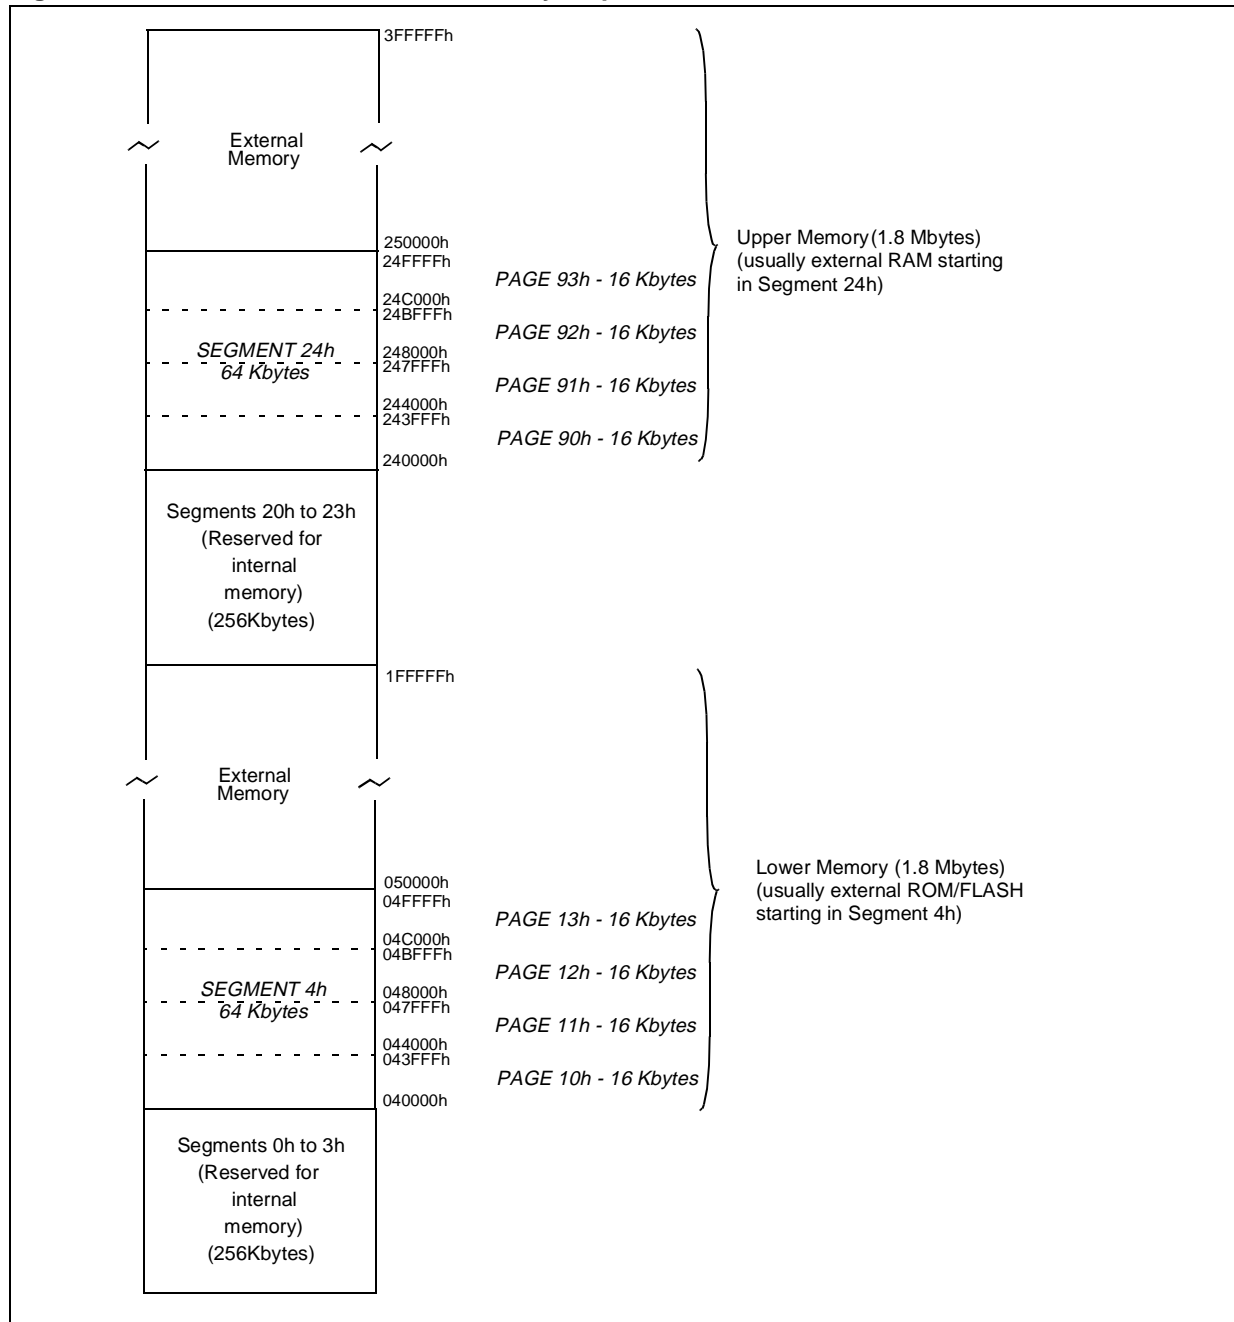 3FFFFFh
External
Memory
250000h
24FFFFh
PAGE 93h - 16 Kbytes
24C000h
24BFFFh
PAGE 92h - 16 Kbytes
SEGMENT 24h
64 Kbytes
248000h
247FFFh
PAGE 91h - 16 Kbytes
244000h
243FFFh
PAGE 90h - 16 Kbytes
240000h
Upper Memory (1.8 Mbytes)
(usually external RAM starting
in Segment 24h)
Segments 20h to 23h
(Reserved for
internal
memory)
(256Kbytes)
1FFFFFh
External
Memory
050000h
04FFFFh
PAGE 13h - 16 Kbytes
04C000h
04BFFFh
PAGE 12h - 16 Kbytes
SEGMENT 4h
64 Kbytes
048000h
047FFFh
PAGE 11h - 16 Kbytes
044000h
043FFFh
PAGE 10h - 16 Kbytes
040000h
Lower Memory (1.8 Mbytes)
(usually external ROM/FLASH
starting in Segment 4h)
Segments 0h to 3h
(Reserved for
internal
memory)
(256Kbytes)